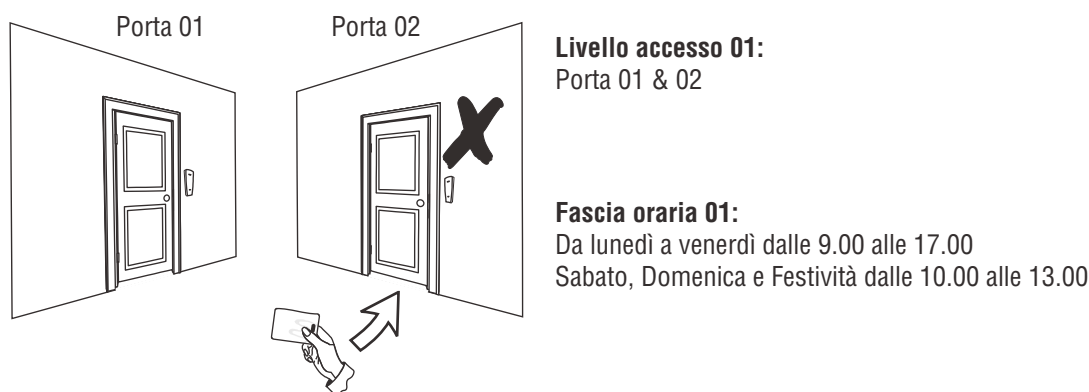 Porta 01
Porta 02
Livello accesso 01:
Porta 01 & 02
Fascia oraria 01:
Da lunedì a venerdì dalle 9.00 alle 17.00
Sabato, Domenica e Festività dalle 10.00 alle 13.00